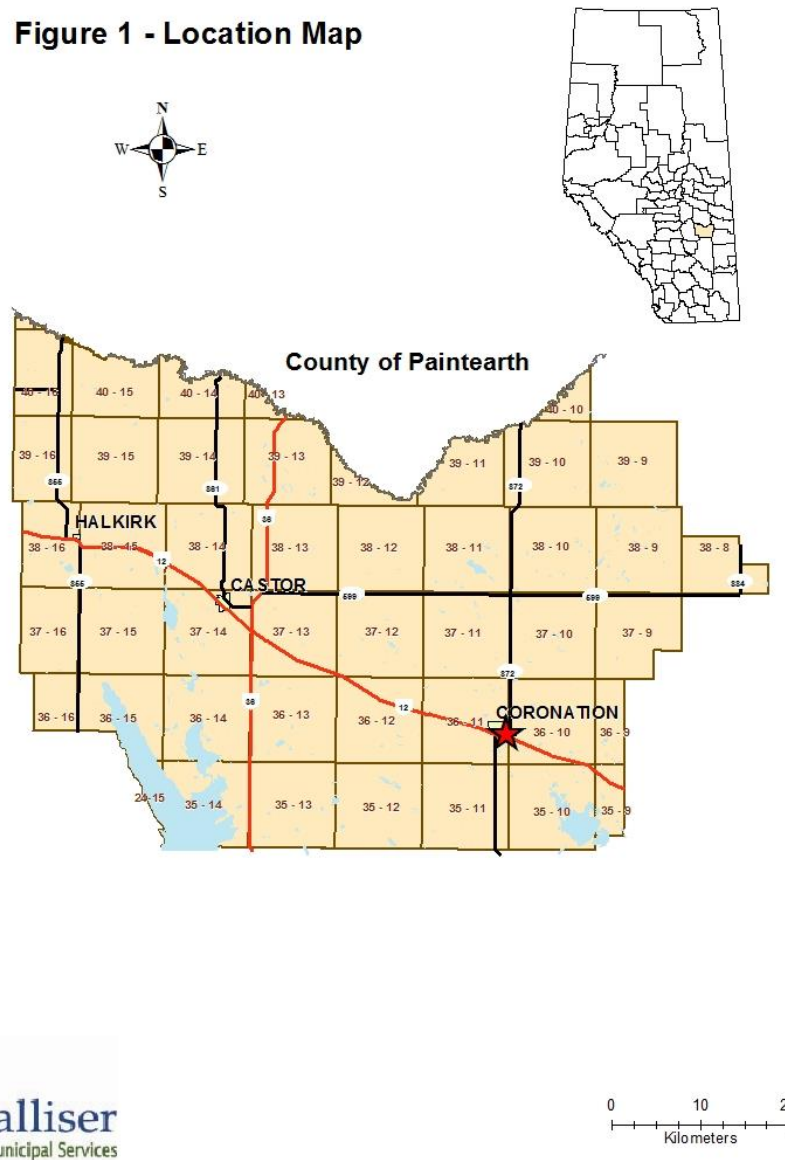 Figure 1 - Location Map
N
W E
S
County of Paintearth
40 - 15 40 - 14 40 - 13
40 - 10
39 - 16 39 - 15 39 - 14 39 - 13 39 - 12 39 - 11 39 - 10 39 - 9
855 861 36 872
HALKIRK
38 - 16 38 - 15 38 - 14 38 - 13 38 - 12 38 - 11 38 - 10 38 - 9 38 - 8
12
855 CASTOR 599 599 884
37 - 16 37 - 15 37 - 14 37 - 13 37 - 12 37 - 11 37 - 10 37 - 9
872
36 12
CORONATION
36 - 16 36 - 15 36 - 14 36 - 13 36 - 12 36 - 11 36 - 10 36 - 9
24-15 35 - 14 35 - 13 35 - 12 35 - 11 35 - 10 35 - 9
alliser
unicipal Services
0 10 2
Kilometers